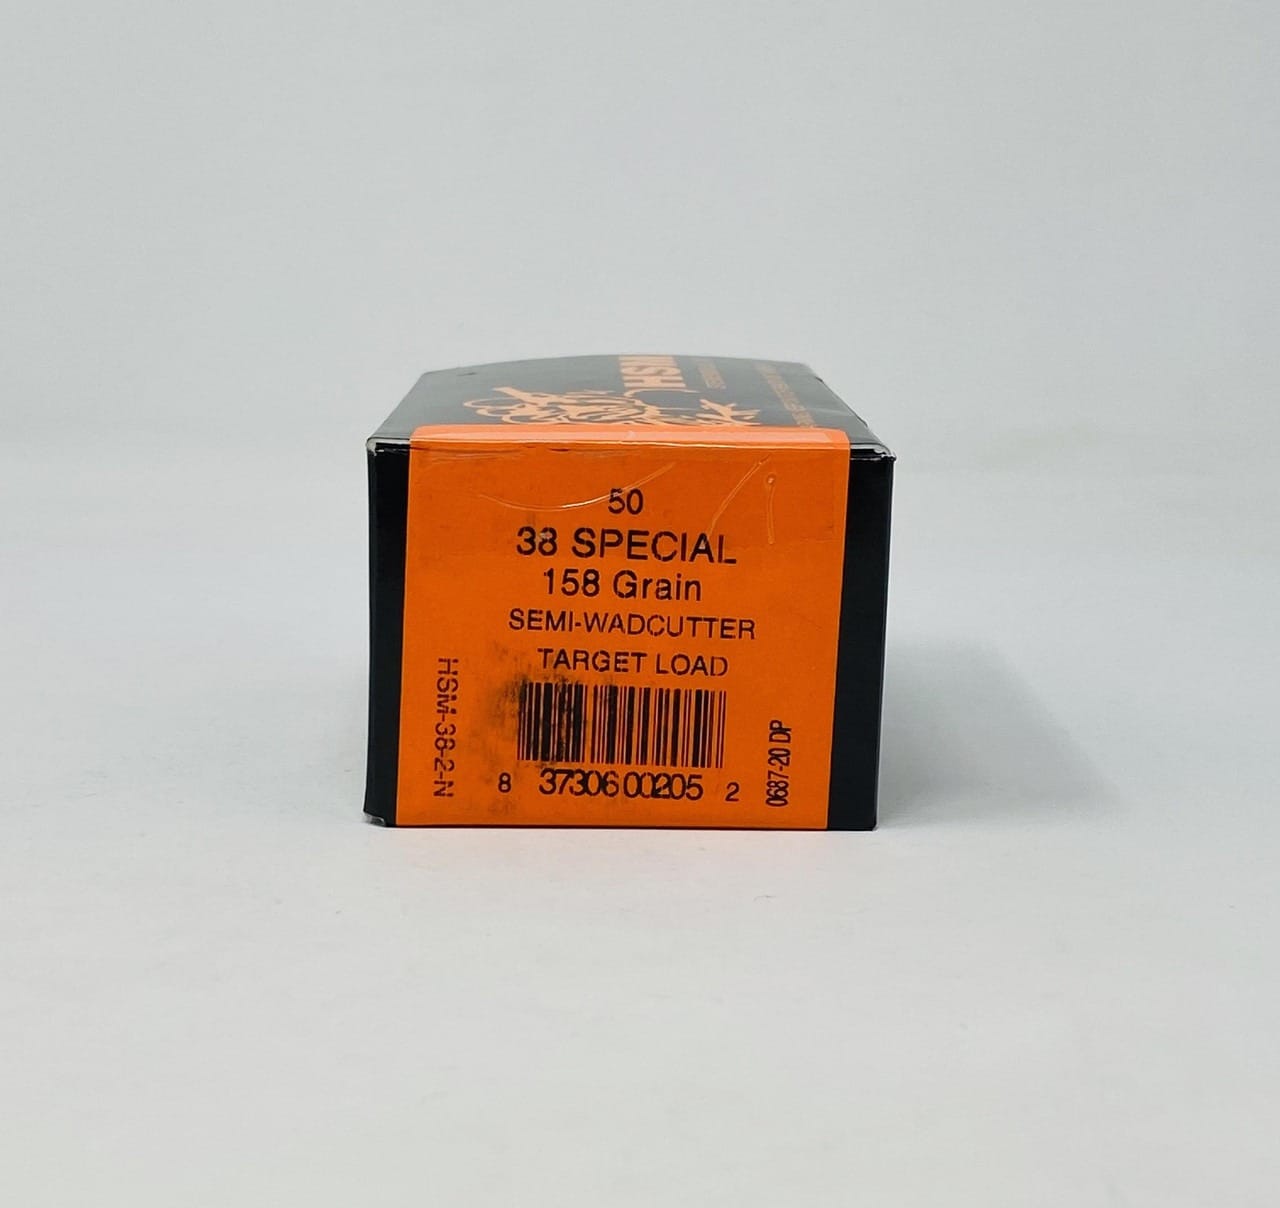 HSM
50
38 SPECIAL
158 Grain
SEMI-WADCUTTER
TARGET LOAD
HSM-38-2-N
8 37306 00205 2
0687-20 DP